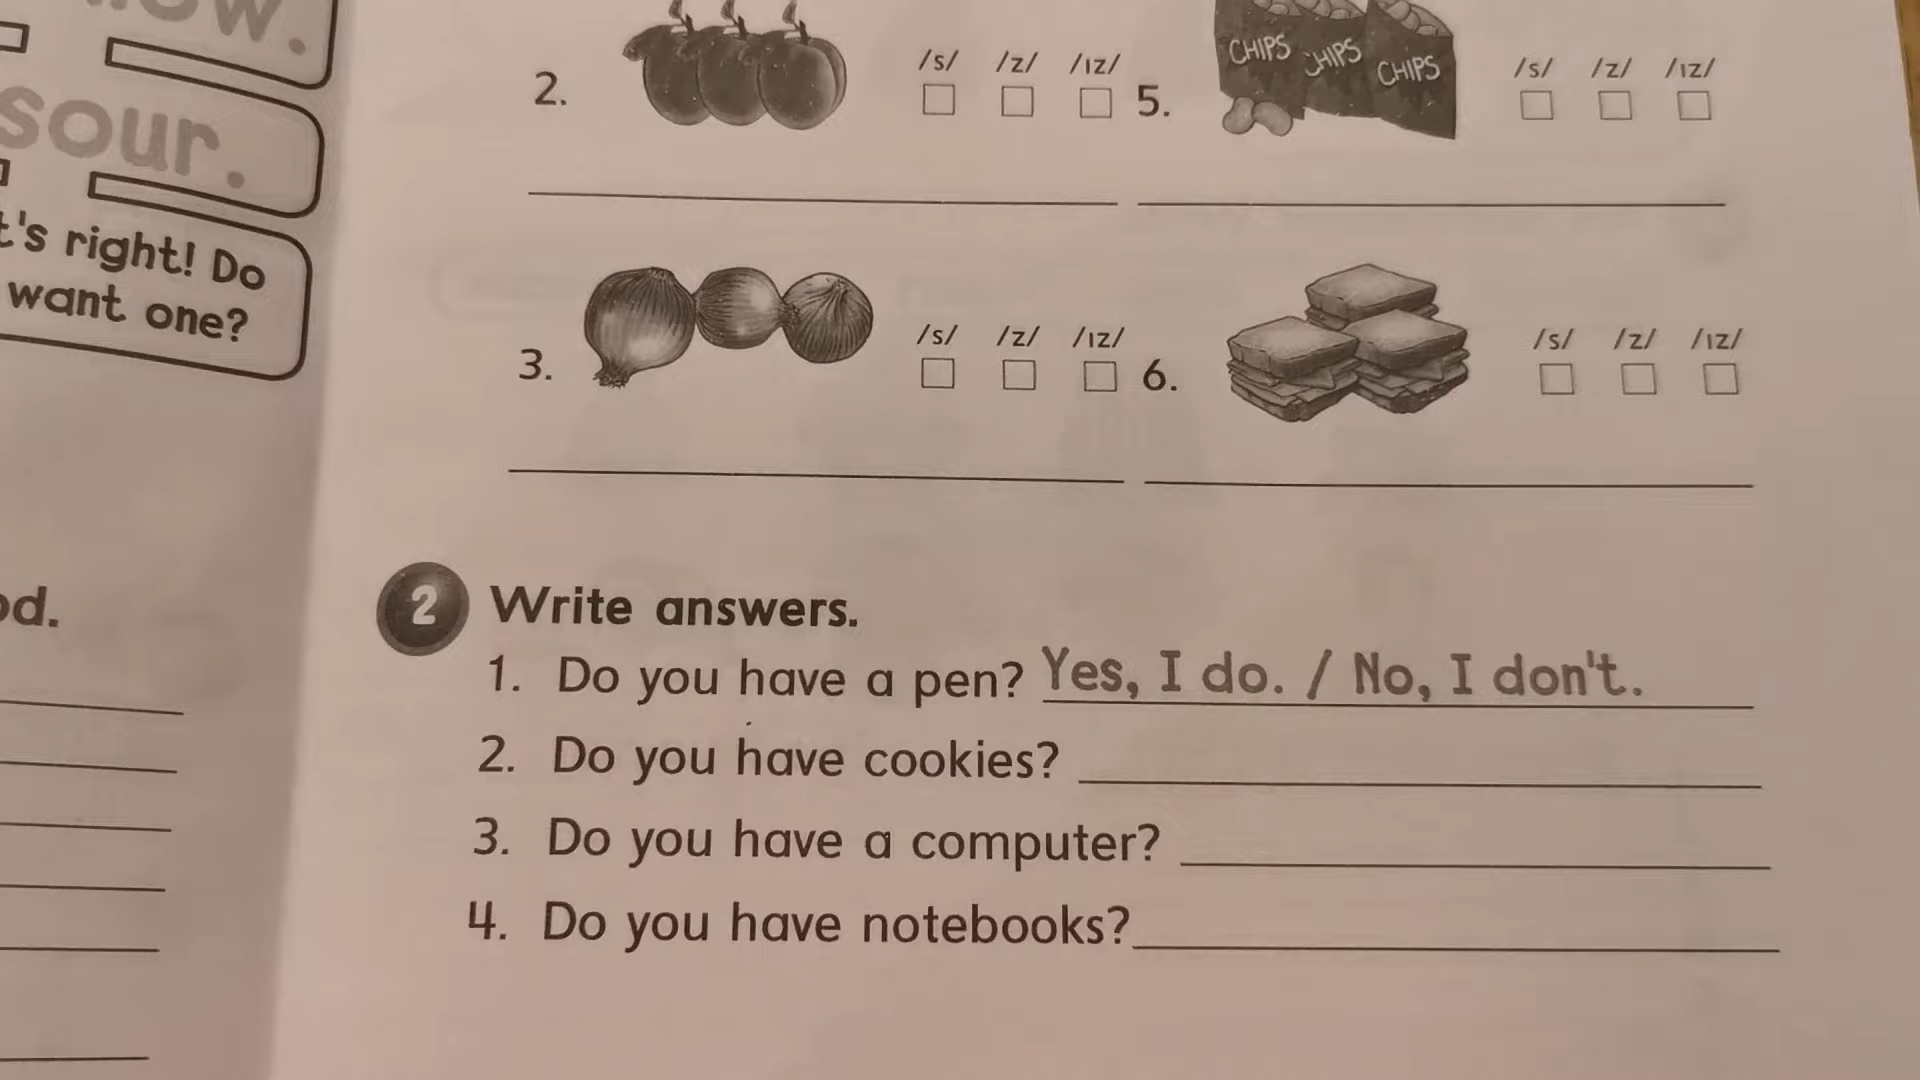 sour.
t's right! Do
want one?
od.
2. /s/ /z/ /ɪz/
5. CHIPS CHIPS CHIPS /s/ /z/ /ɪz/
3. /s/ /z/ /ɪz/
6. /s/ /z/ /ɪz/
2 Write answers.
1. Do you have a pen? Yes, I do. / No, I don't.
2. Do you have cookies?
3. Do you have a computer?
4. Do you have notebooks?